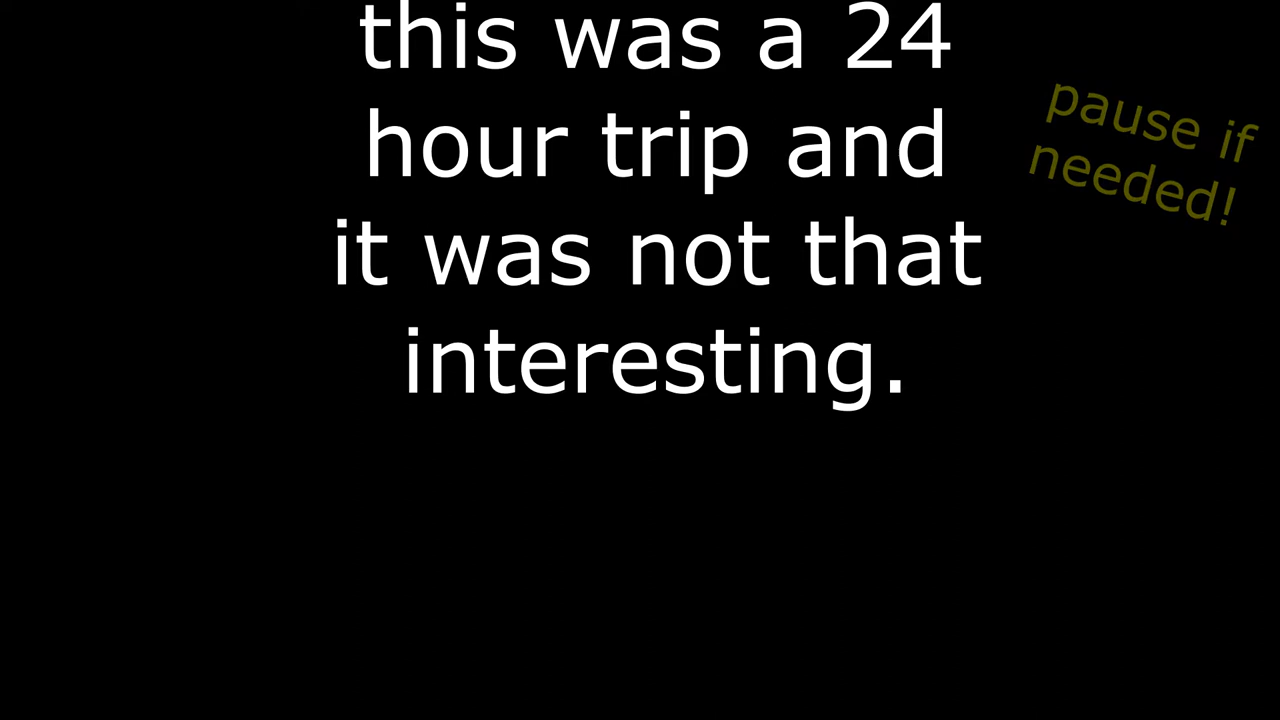 this was a 24
hour trip and
it was not that
interesting.
pause if
needed!